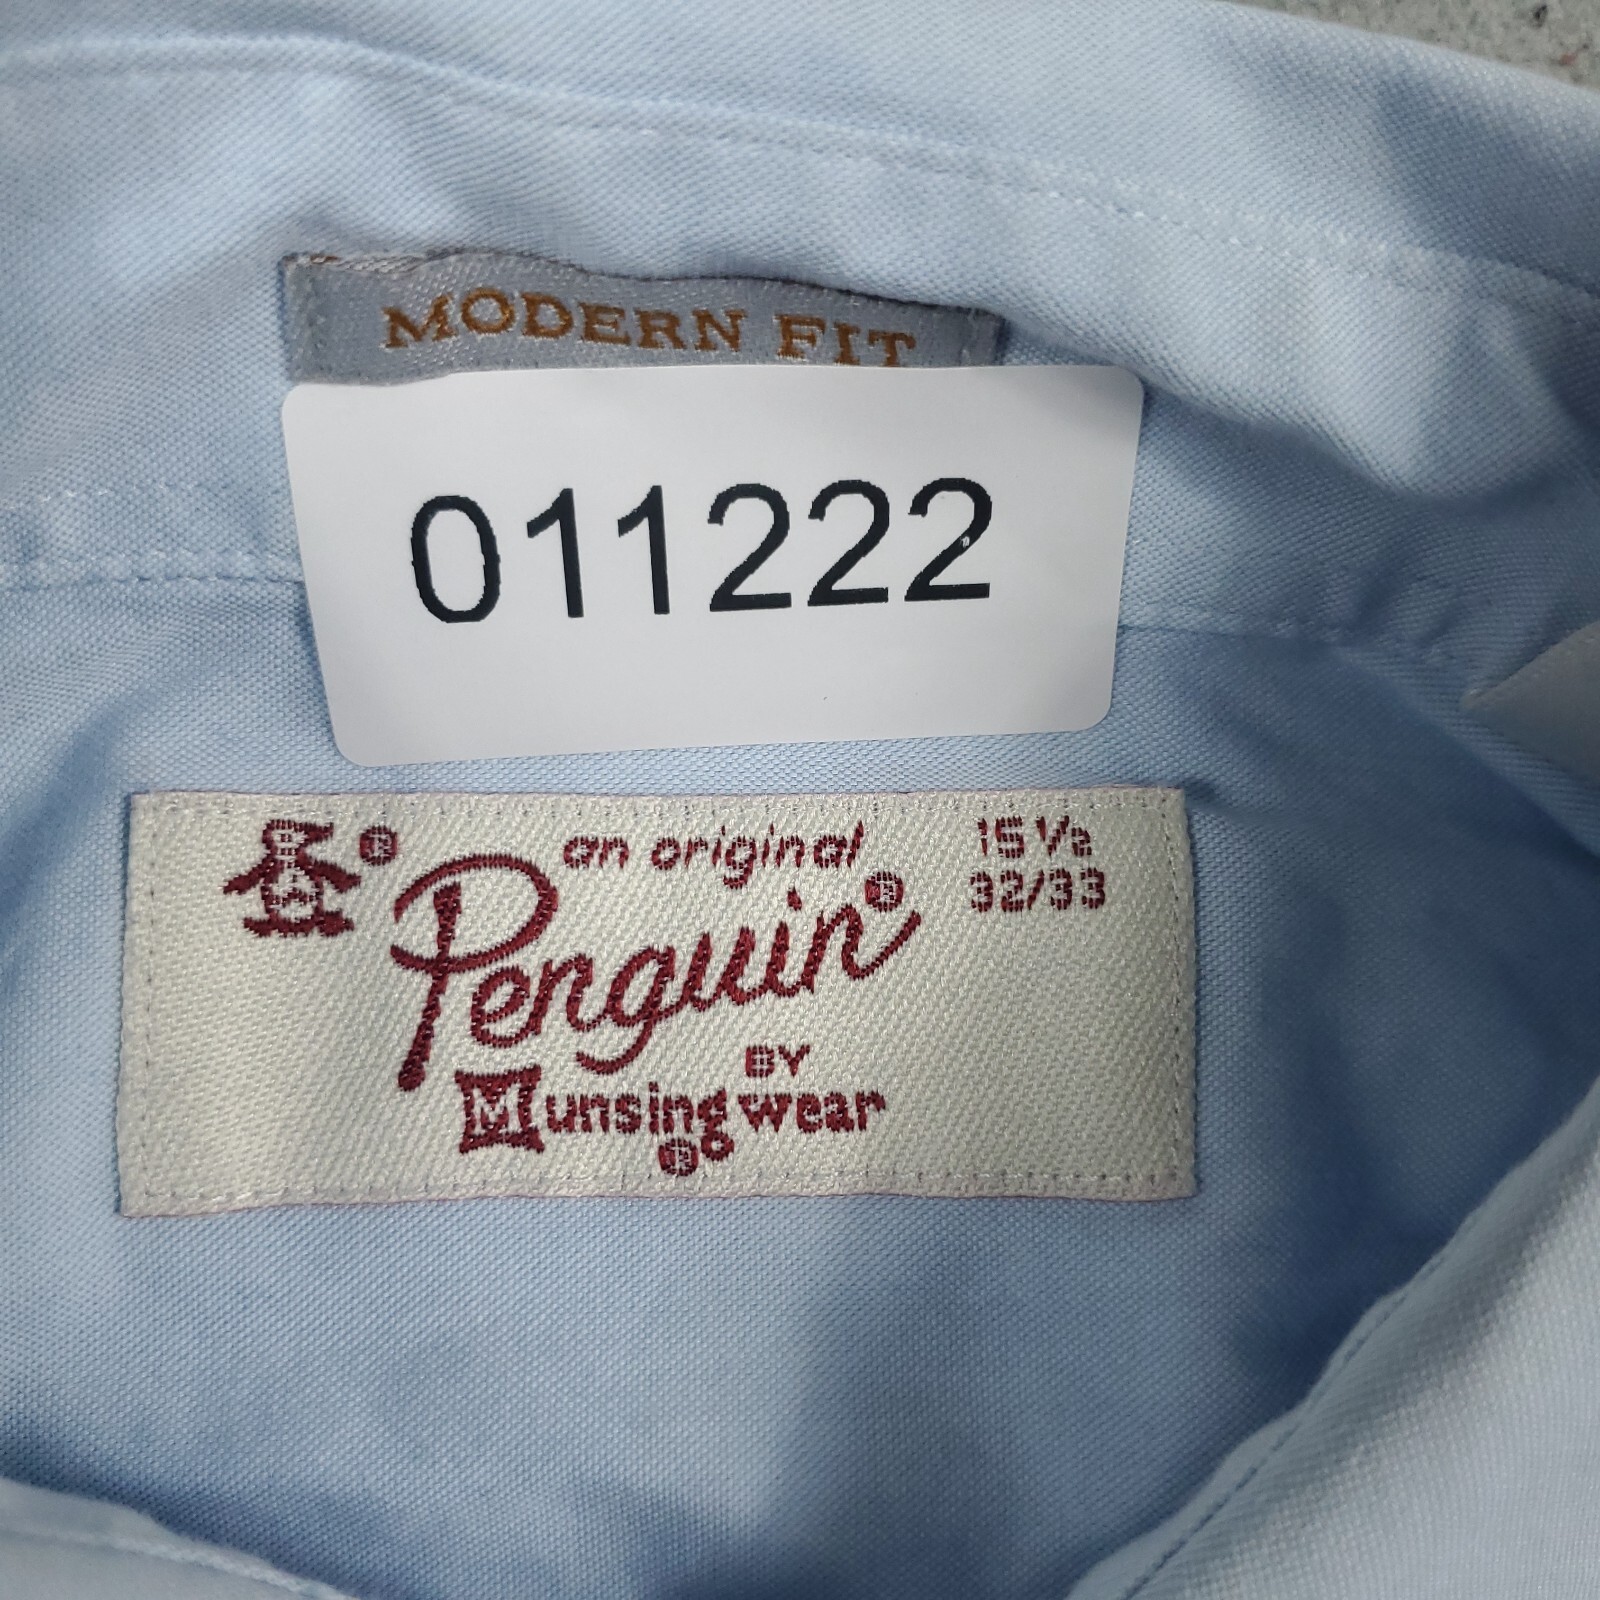 MODERN FIT
011222
® an original 15 1/2
Penguin® 32/33
BY
Munsingwear
®